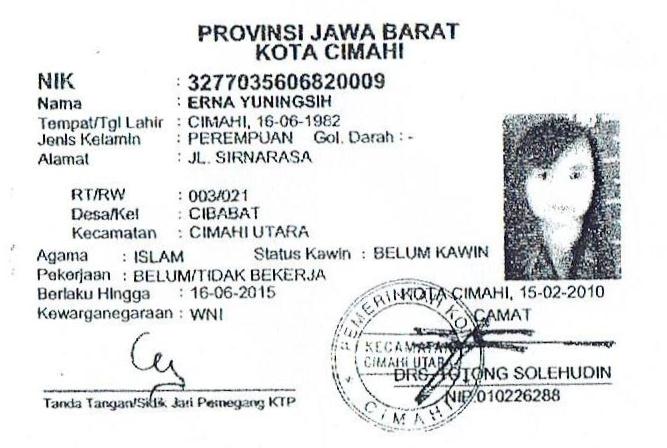 PROVINSI JAWA BARAT
KOTA CIMAHI
NIK : 3277035606820009
Nama : ERNA YUNINGSIH
Tempat/Tgl Lahir : CIMAHI, 16-06-1982
Jenis Kelamin : PEREMPUAN Gol. Darah : -
Alamat : JL. SIRNARASA
RT/RW : 003/021
Desa/Kel : CIBABAT
Kecamatan : CIMAHI UTARA
Agama : ISLAM Status Kawin : BELUM KAWIN
Pekerjaan : BELUM/TIDAK BEKERJA
Berlaku Hingga : 16-06-2015
Kewarganegaraan : WNI
KOTA CIMAHI, 15-02-2010
CAMAT
PEMERINTAH KOTA
KECAMATAN
CIMAHI UTARA
CIMAHI
DRS. TOTONG SOLEHUDIN
NIP.010226288
Tanda Tangan/Sidik Jari Pemegang KTP